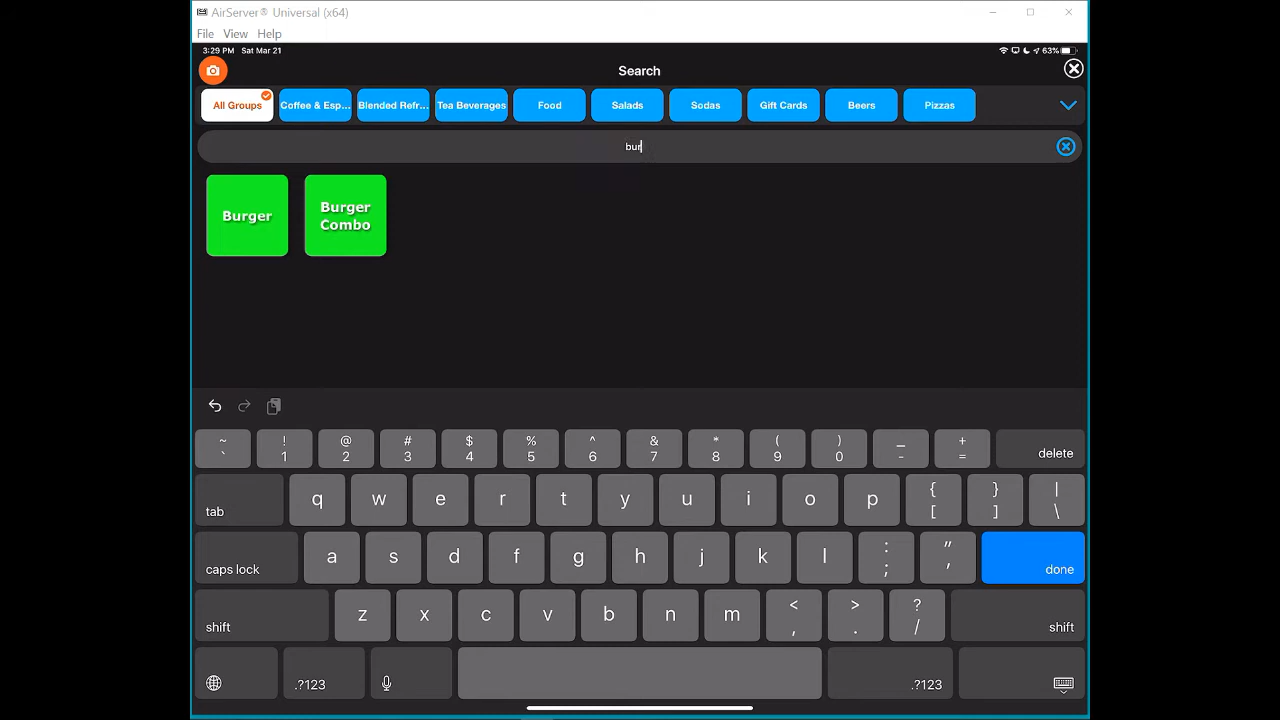 AirServer® Universal (x64)
File View Help
3:29 PM Sat Mar 21 63%
Search
All Groups Coffee & Esp... Blended Refr... Tea Beverages Food Salads Sodas Gift Cards Beers Pizzas
bur
Burger Burger Combo
~ ! @ # $ % ^ & * ( ) _ +
` 1 2 3 4 5 6 7 8 9 0 - = delete
tab q w e r t y u i o p { [ } ] | \
caps lock a s d f g h j k l : ; " ' done
shift z x c v b n m < , > . ? / shift
.?123 .?123